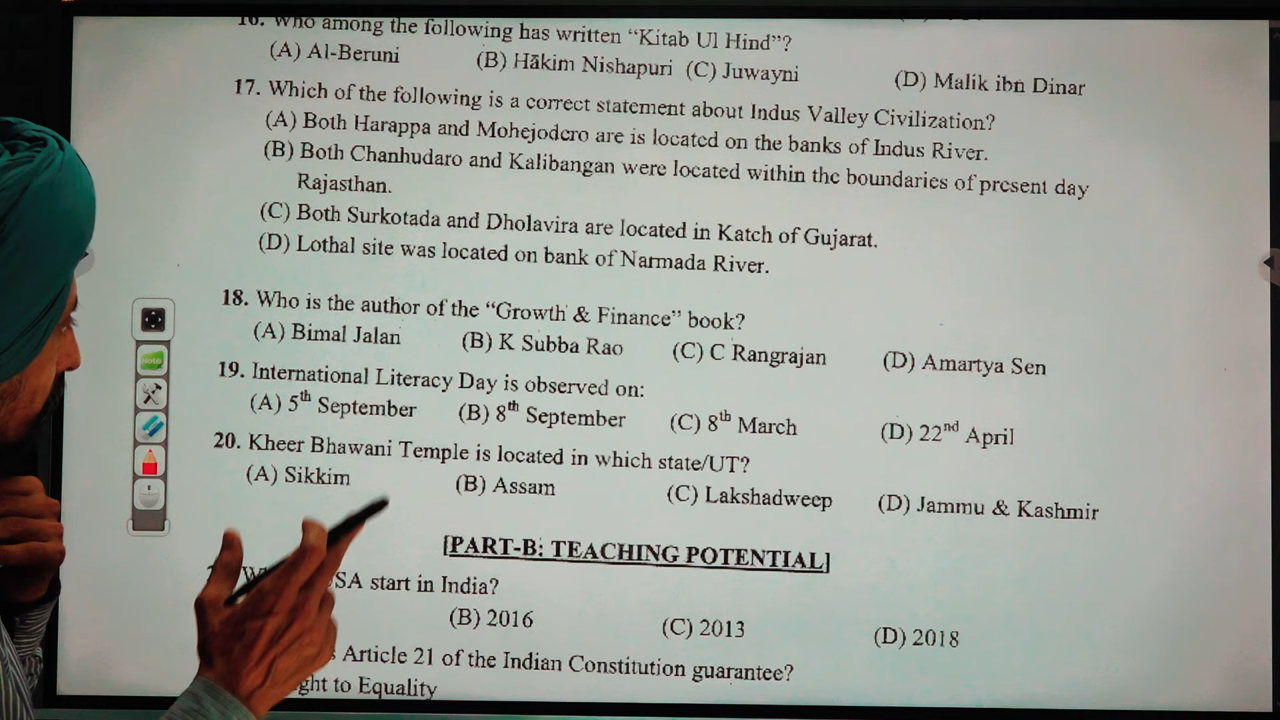 16. Who among the following has written “Kitab Ul Hind”?
(A) Al-Beruni (B) Hākim Nishapuri (C) Juwayni (D) Malik ibn Dinar
17. Which of the following is a correct statement about Indus Valley Civilization?
(A) Both Harappa and Mohejodero are is located on the banks of Indus River.
(B) Both Chanhudaro and Kalibangan were located within the boundaries of present day
Rajasthan.
(C) Both Surkotada and Dholavira are located in Katch of Gujarat.
(D) Lothal site was located on bank of Narmada River.
18. Who is the author of the “Growth & Finance” book?
(A) Bimal Jalan (B) K Subba Rao (C) C Rangrajan (D) Amartya Sen
19. International Literacy Day is observed on:
(A) 5th September (B) 8th September (C) 8th March (D) 22nd April
20. Kheer Bhawani Temple is located in which state/UT?
(A) Sikkim (B) Assam (C) Lakshadweep (D) Jammu & Kashmir
Note
[PART-B: TEACHING POTENTIAL]
SA start in India?
(B) 2016 (C) 2013 (D) 2018
Article 21 of the Indian Constitution guarantee?
ght to Equality